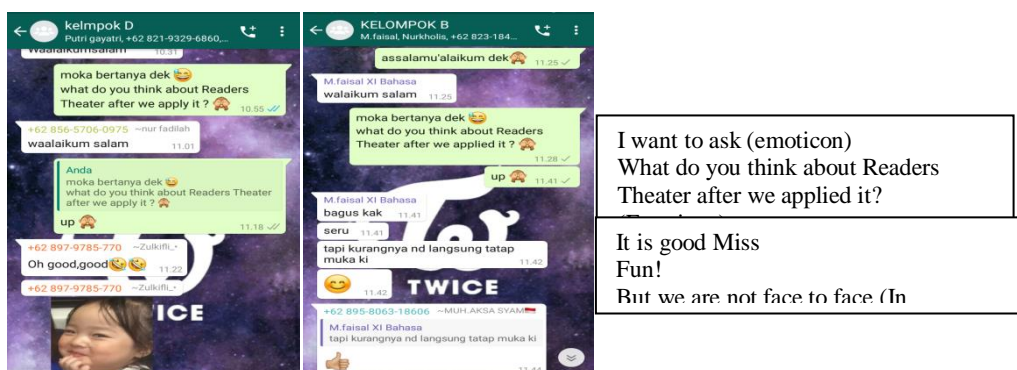 kelmpok D
Putri gayatri, +62 821-9329-6860,...
Waalaikumsalam 10.31
moka bertanya dek
what do you think about Readers
Theater after we apply it ?
10.55
+62 856-5706-0975 ~nur fadilah
waalaikum salam 11.01
Anda
moka bertanya dek
what do you think about Readers Theater
after we apply it ?
up
11.18
+62 897-9785-770 ~Zulkifli_•
Oh good,good
11.22
+62 897-9785-770 ~Zulkifli_•
KELOMPOK B
M.faisal, Nurkholis, +62 823-184...
assalamu'alaikum dek 11.25
M.faisal XI Bahasa
walaikum salam 11.25
moka bertanya dek
what do you think about Readers
Theater after we applied it ?
11.28
up 11.41
M.faisal XI Bahasa
bagus kak 11.41
seru 11.41
tapi kurangnya nd langsung tatap
muka ki 11.42
11.42
TWICE
+62 895-8063-18606 ~MUH.AKSA SYAM
M.faisal XI Bahasa
tapi kurangnya nd langsung tatap muka ki
11.44
I want to ask (emoticon)
What do you think about Readers
Theater after we applied it?
It is good Miss
Fun!
But we are not face to face (In